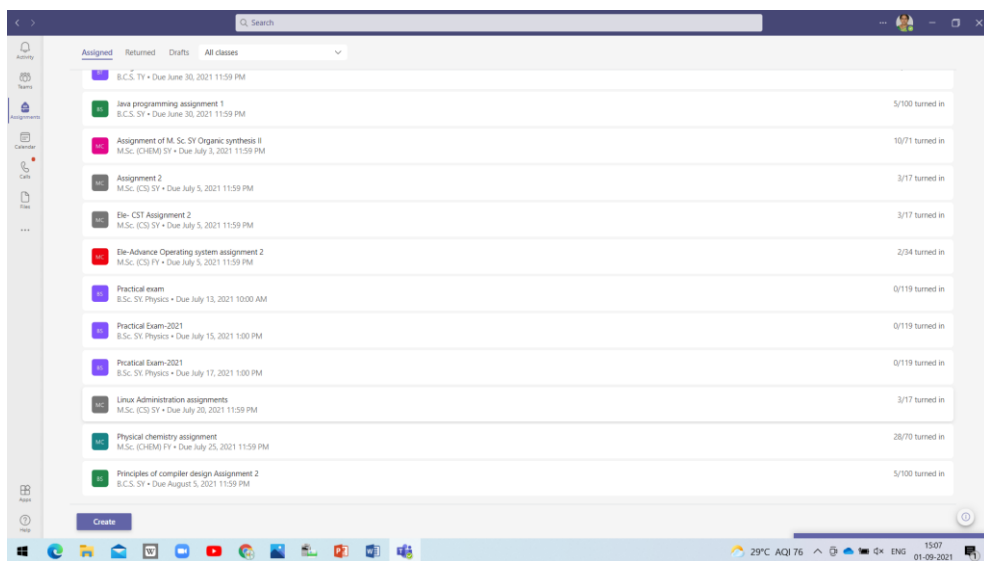 Search
Activity
Teams
Assignments
Calendar
Calls
Files
Apps
Help
Assigned Returned Drafts All classes
B.C.S. TY • Due June 30, 2021 11:59 PM
BS Java programming assignment 1 5/100 turned in
B.C.S. SY • Due June 30, 2021 11:59 PM
MC Assignment of M. Sc. SY Organic synthesis II 10/71 turned in
M.Sc. (CHEM) SY • Due July 3, 2021 11:59 PM
MC Assignment 2 3/17 turned in
M.Sc. (CS) SY • Due July 5, 2021 11:59 PM
MC Ele- CST Assignment 2 3/17 turned in
M.Sc. (CS) SY • Due July 5, 2021 11:59 PM
MC Ele-Advance Operating system assignment 2 2/34 turned in
M.Sc. (CS) FY • Due July 5, 2021 11:59 PM
BS Practical exam 0/119 turned in
B.Sc. SY. Physics • Due July 13, 2021 10:00 AM
BS Practical Exam-2021 0/119 turned in
B.Sc. SY. Physics • Due July 15, 2021 1:00 PM
BS Prcatical Exam-2021 0/119 turned in
B.Sc. SY. Physics • Due July 17, 2021 1:00 PM
MC Linux Administration assignments 3/17 turned in
M.Sc. (CS) SY • Due July 20, 2021 11:59 PM
MC Physical chemistry assignment 28/70 turned in
M.Sc. (CHEM) FY • Due July 25, 2021 11:59 PM
BS Principles of compiler design Assignment 2 5/100 turned in
B.C.S. SY • Due August 5, 2021 11:59 PM
Create
29°C AQI 76 ENG 15:07
01-09-2021